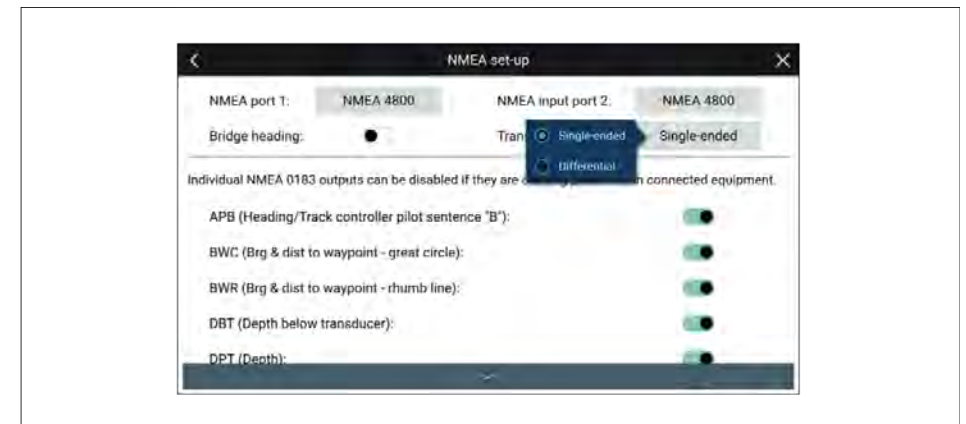 NMEA set-up
NMEA port 1: NMEA 4800 NMEA input port 2: NMEA 4800
Bridge heading: Tran Single-ended Single-ended
Differential
Individual NMEA 0183 outputs can be disabled if they are connected equipment.
APB (Heading/Track controller pilot sentence "B"):
BWC (Brg & dist to waypoint - great circle):
BWR (Brg & dist to waypoint - rhumb line):
DBT (Depth below transducer):
DPT (Depth):